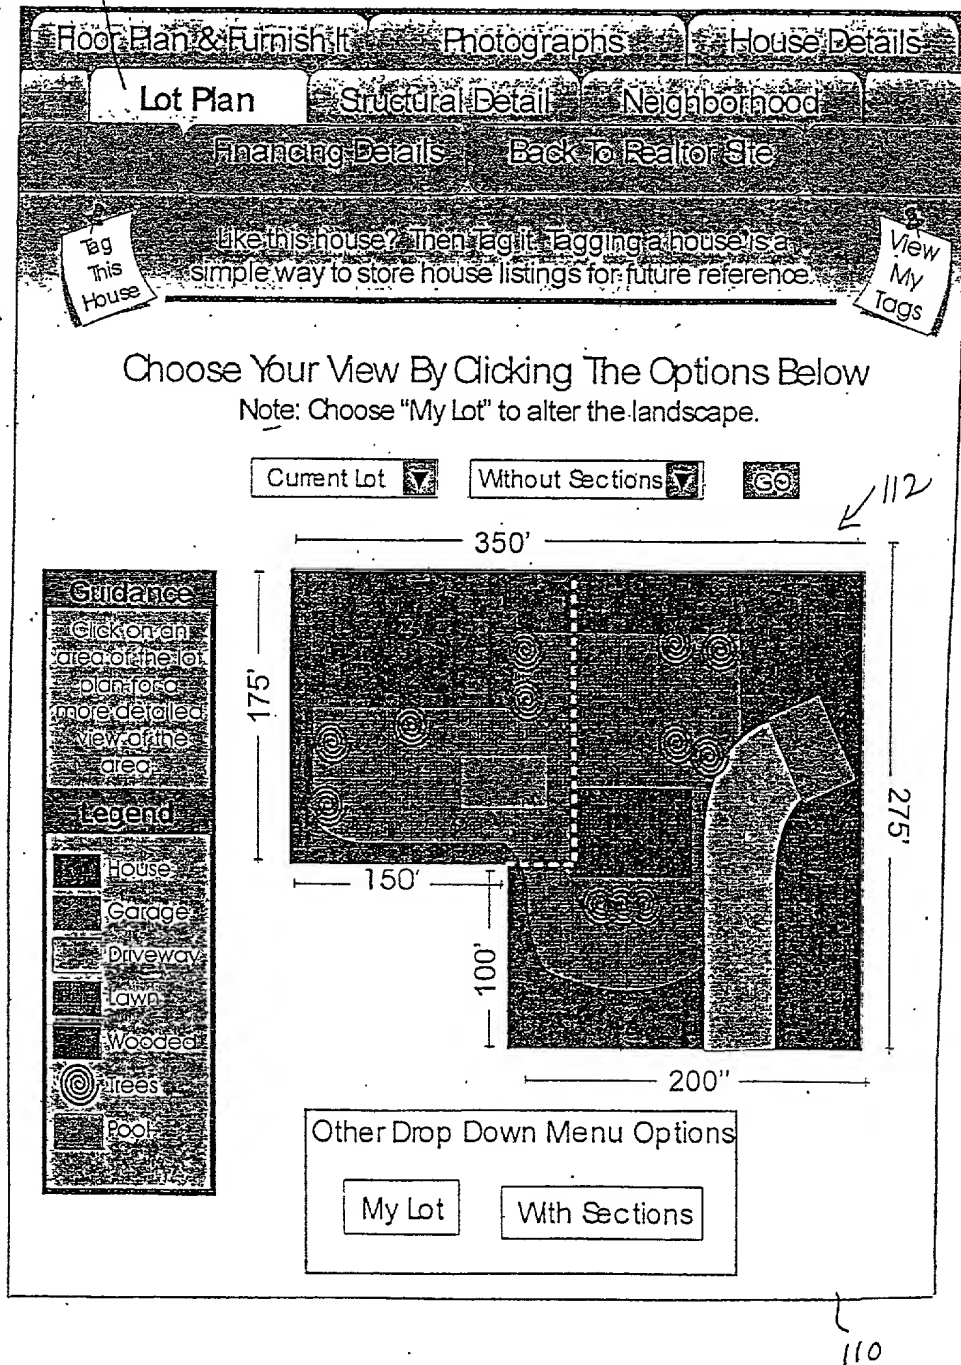 Floor Plan & Furnish It Photographs House Details
Lot Plan Structural Detail Neighborhood
Financing Details Back To Realtor Site
Tag
This
House
Like this house? Then Tag it. Tagging a house is a
simple way to store house listings for future reference.
View
My
Tags
Choose Your View By Clicking The Options Below
Note: Choose "My Lot" to alter the landscape.
Current Lot Without Sections GO
112
350'
175'
275'
150'
100'
200"
Guidance
Click on an
area of the lot
plan for a
more detailed
view of the
area.
Legend
House
Garage
Driveway
Lawn
Wooded
Trees
Pool
Other Drop Down Menu Options
My Lot With Sections
110